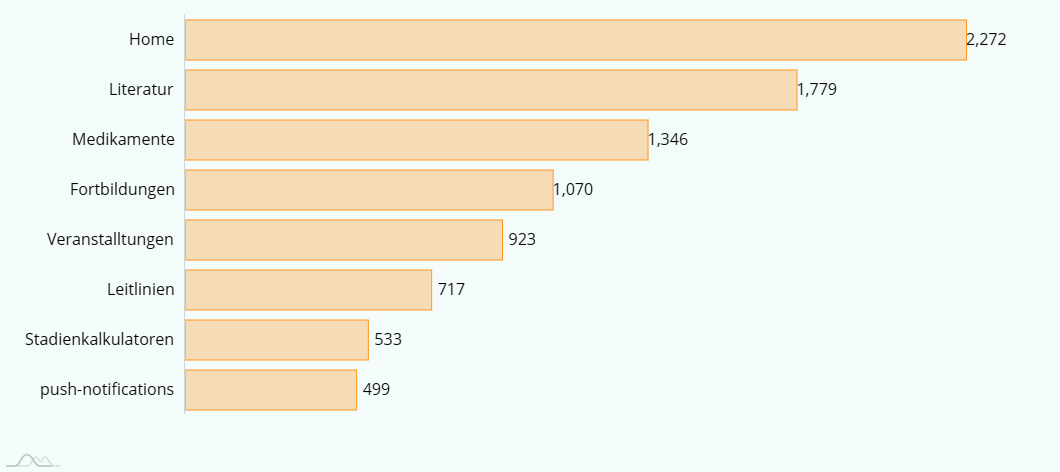 Home 2,272
Literatur 1,779
Medikamente 1,346
Fortbildungen 1,070
Veranstalltungen 923
Leitlinien 717
Stadienkalkulatoren 533
push-notifications 499